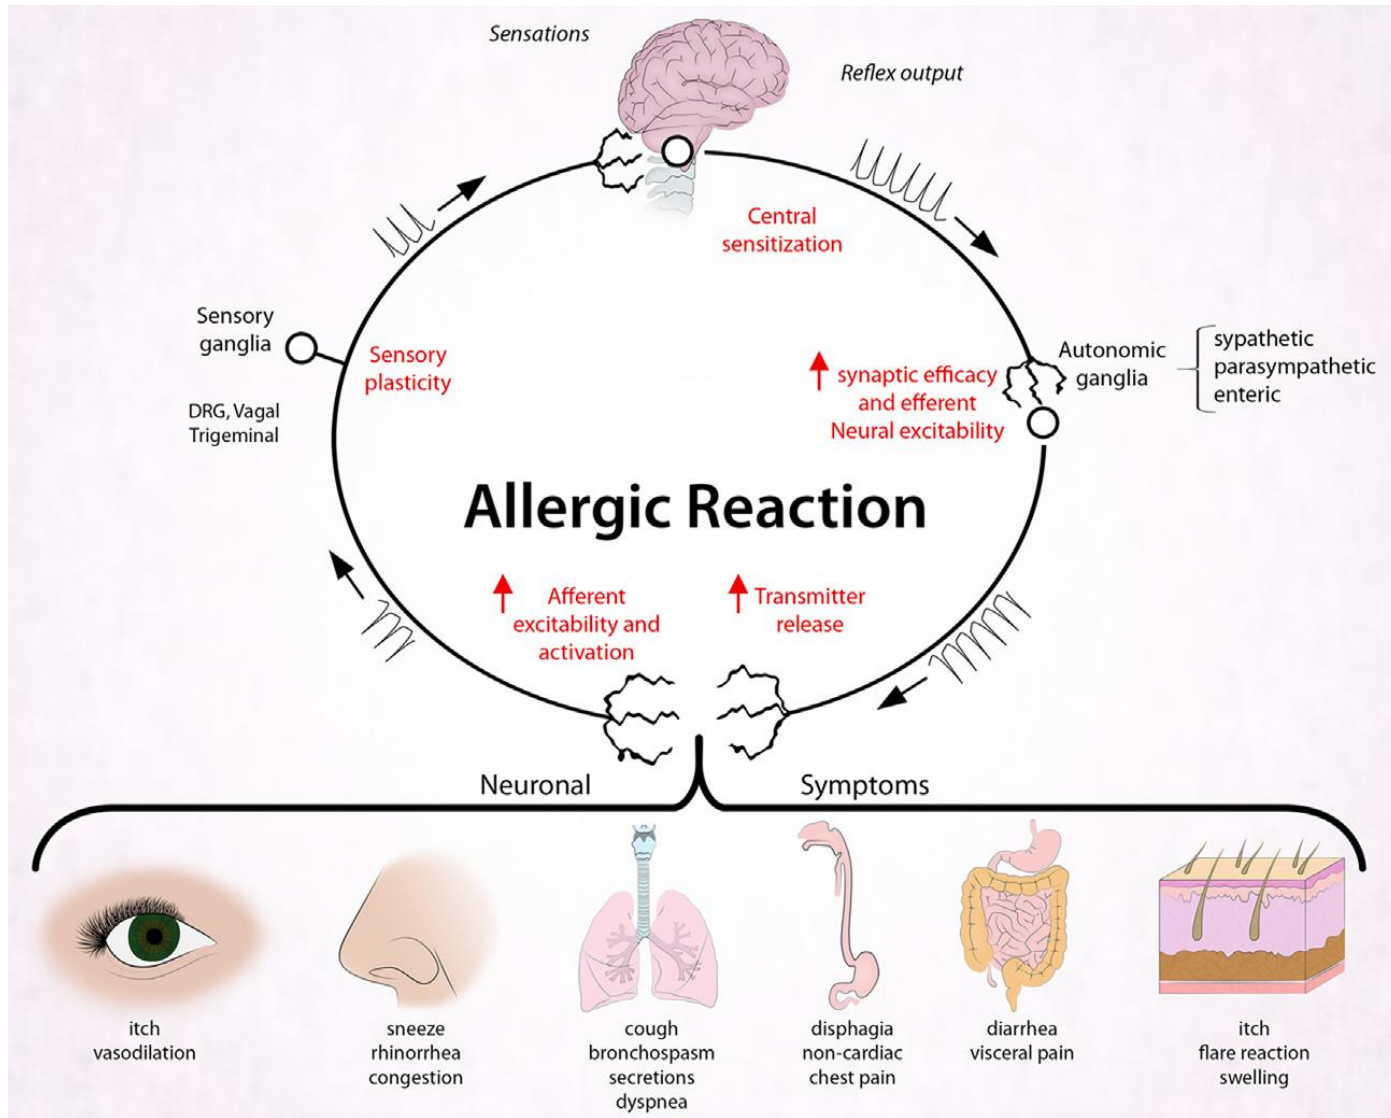 Sensations
Reflex output
Central
sensitization
Sensory
ganglia
DRG, Vagal
Trigeminal
Sensory
plasticity
synaptic efficacy
and efferent
Neural excitability
Autonomic
ganglia
sypathetic
parasympathetic
enteric
Allergic Reaction
Afferent
excitability and
activation
Transmitter
release
Neuronal Symptoms
itch
vasodilation
sneeze
rhinorrhea
congestion
cough
bronchospasm
secretions
dyspnea
disphagia
non-cardiac
chest pain
diarrhea
visceral pain
itch
flare reaction
swelling